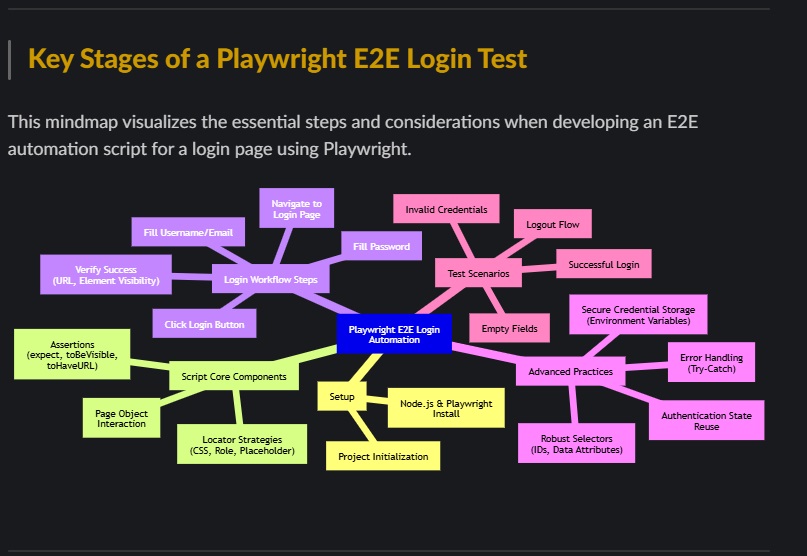 Key Stages of a Playwright E2E Login Test
This mindmap visualizes the essential steps and considerations when developing an E2E
automation script for a login page using Playwright.
Navigate to
Login Page
Fill Username/Email
Fill Password
Verify Success
(URL, Element Visibility)
Login Workflow Steps
Click Login Button
Invalid Credentials
Logout Flow
Test Scenarios
Successful Login
Empty Fields
Playwright E2E Login
Automation
Assertions
(expect, toBeVisible,
toHaveURL)
Script Core Components
Page Object
Interaction
Locator Strategies
(CSS, Role, Placeholder)
Setup
Node.js & Playwright
Install
Project Initialization
Secure Credential Storage
(Environment Variables)
Advanced Practices
Error Handling
(Try-Catch)
Authentication State
Reuse
Robust Selectors
(IDs, Data Attributes)